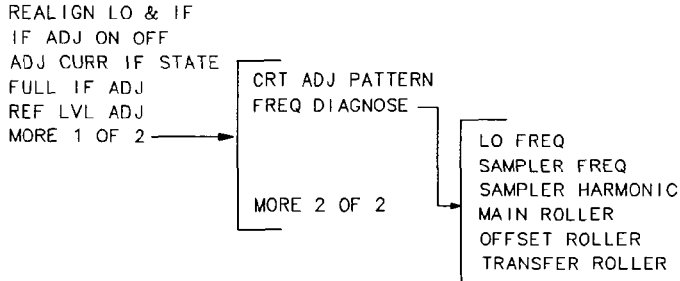 REALIGN LO & IF
IF ADJ ON OFF
ADJ CURR IF STATE
FULL IF ADJ
REF LVL ADJ
MORE 1 OF 2
CRT ADJ PATTERN
FREQ DIAGNOSE
MORE 2 OF 2
LO FREQ
SAMPLER FREQ
SAMPLER HARMONIC
MAIN ROLLER
OFFSET ROLLER
TRANSFER ROLLER